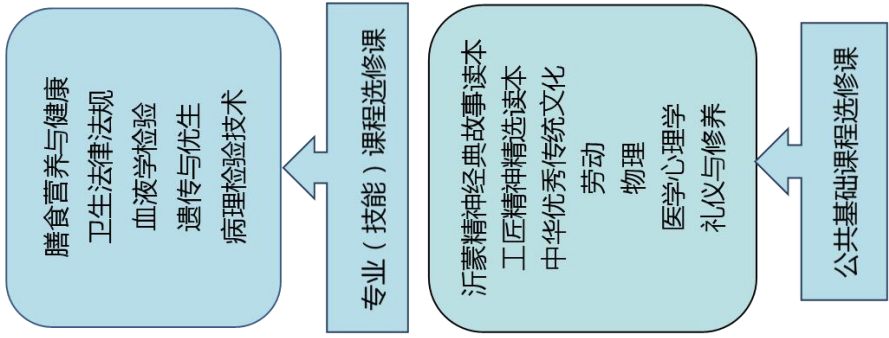 膳食营养与健康
卫生法律法规
血液学检验
遗传与优生
病理检验技术
专业（技能）课程选修课
沂蒙精神经典故事读本
工匠精神精选读本
中华优秀传统文化
劳动
物理
医学心理学
礼仪与修养
公共基础课程选修课